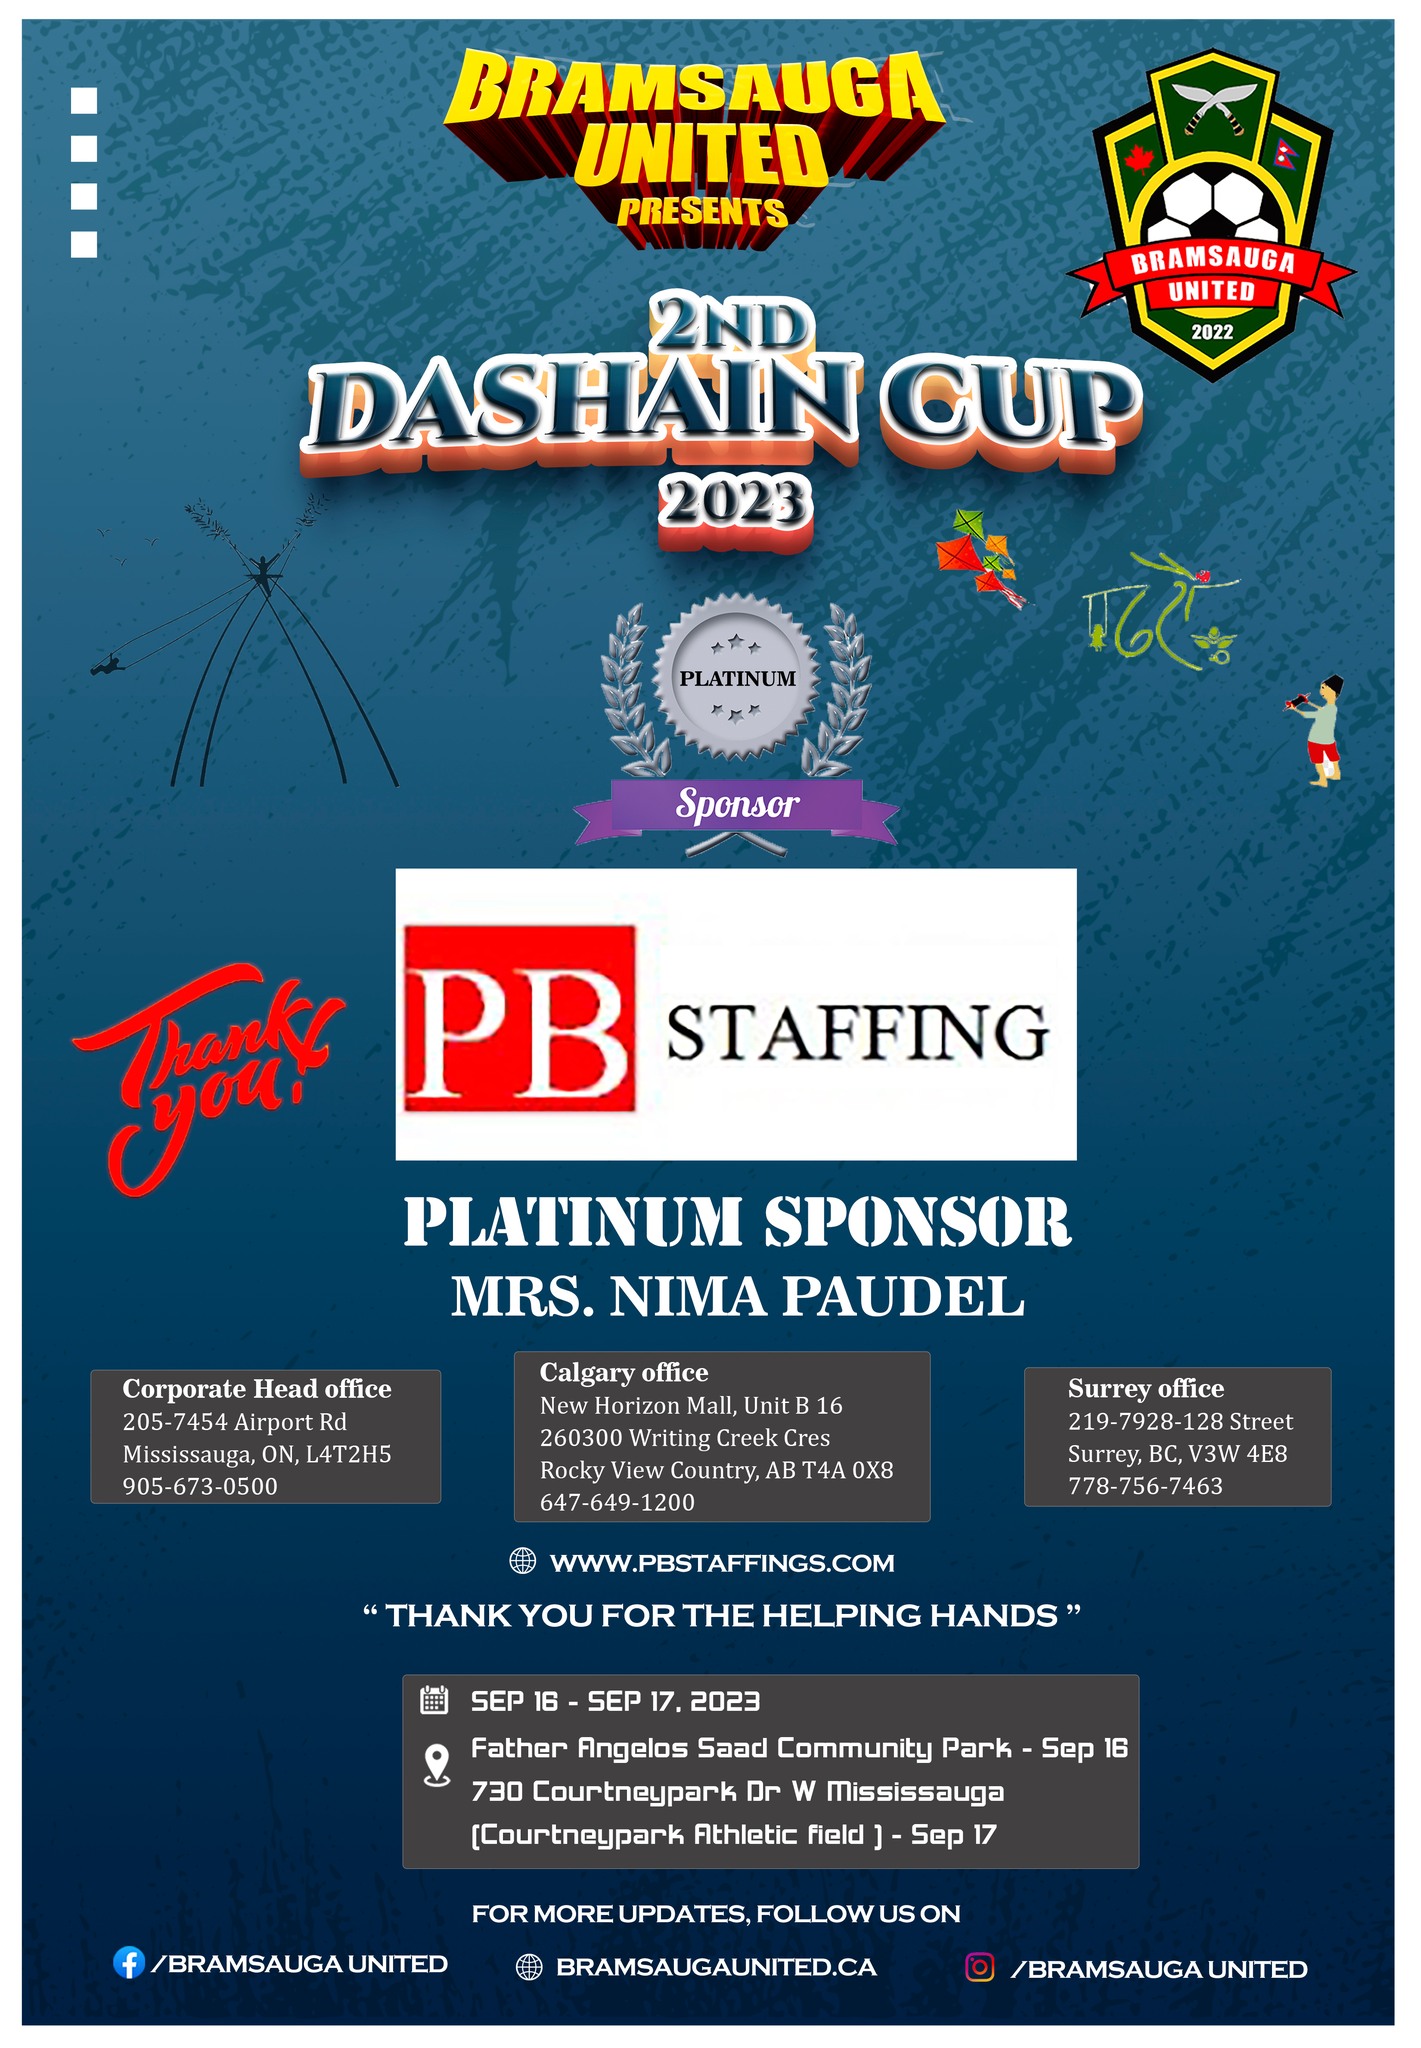 BRAMSAUGA
UNITED
PRESENTS
BRAMSAUGA
UNITED
2022
2ND
DASHAIN CUP
2023
PLATINUM
Sponsor
Thank
you!
PB STAFFING
PLATINUM SPONSOR
MRS. NIMA PAUDEL
Corporate Head office
205-7454 Airport Rd
Mississauga, ON, L4T2H5
905-673-0500
Calgary office
New Horizon Mall, Unit B 16
260300 Writing Creek Cres
Rocky View Country, AB T4A 0X8
647-649-1200
Surrey office
219-7928-128 Street
Surrey, BC, V3W 4E8
778-756-7463
WWW.PBSTAFFINGS.COM
“ THANK YOU FOR THE HELPING HANDS ”
SEP 16 - SEP 17, 2023
Father Angelos Saad Community Park - Sep 16
730 Courtneypark Dr W Mississauga
(Courtneypark Athletic field ) - Sep 17
FOR MORE UPDATES, FOLLOW US ON
/BRAMSAUGA UNITED
BRAMSAUGAUNITED.CA
/BRAMSAUGA UNITED